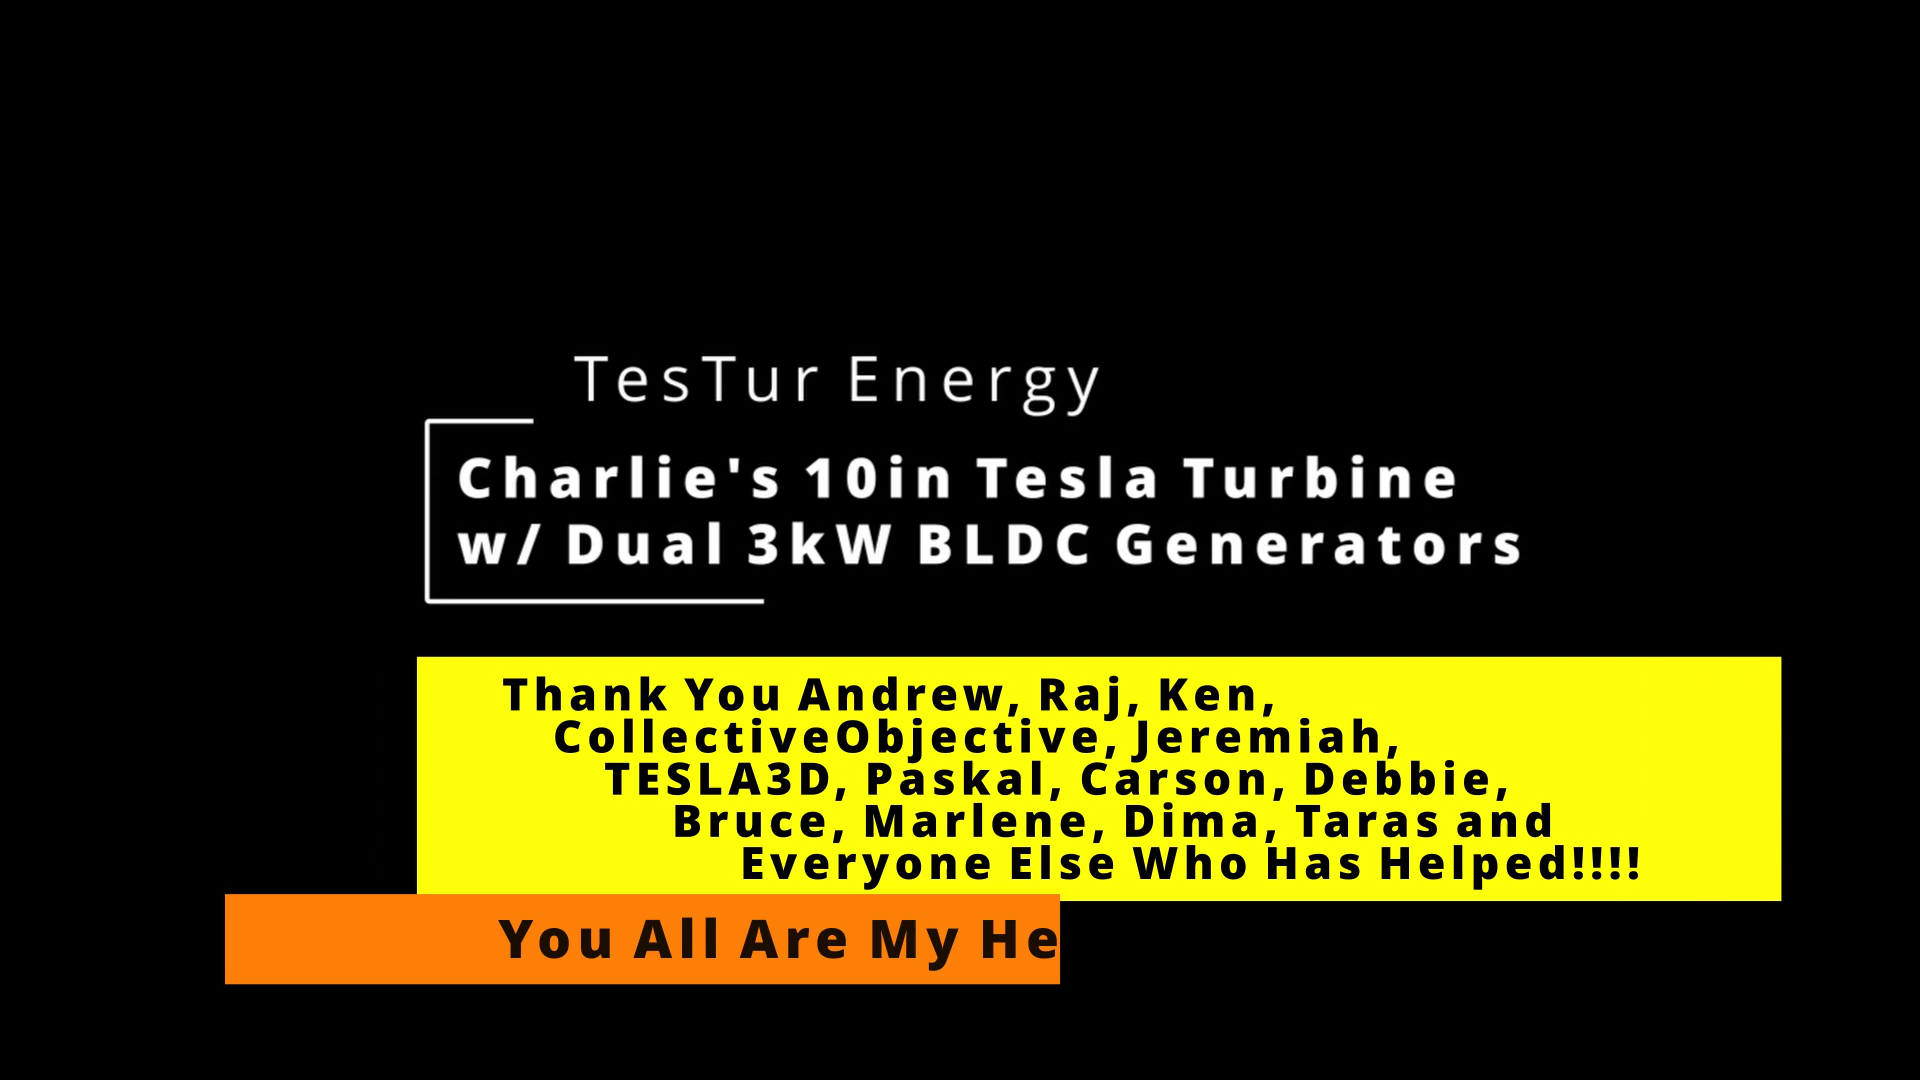 TesTur Energy
Charlie's 10in Tesla Turbine
w/ Dual 3kW BLDC Generators
Thank You Andrew, Raj, Ken,
CollectiveObjective, Jeremiah,
TESLA3D, Paskal, Carson, Debbie,
Bruce, Marlene, Dima, Taras and
Everyone Else Who Has Helped!!!!
You All Are My He